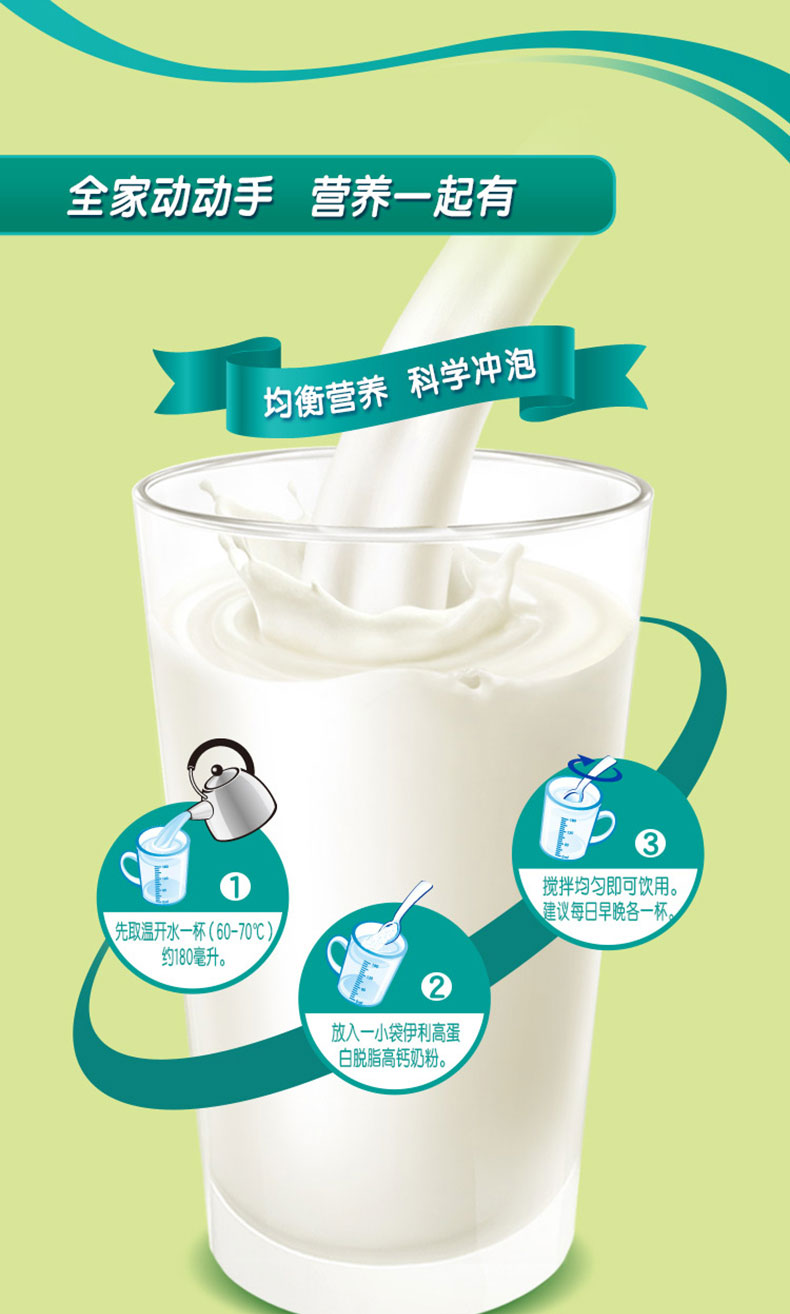 全家动动手 营养一起有
均衡营养 科学冲泡
1
先取温开水一杯（60-70℃）
约180毫升。
2
放入一小袋伊利高蛋
白脱脂高钙奶粉。
3
搅拌均匀即可饮用。
建议每日早晚各一杯。